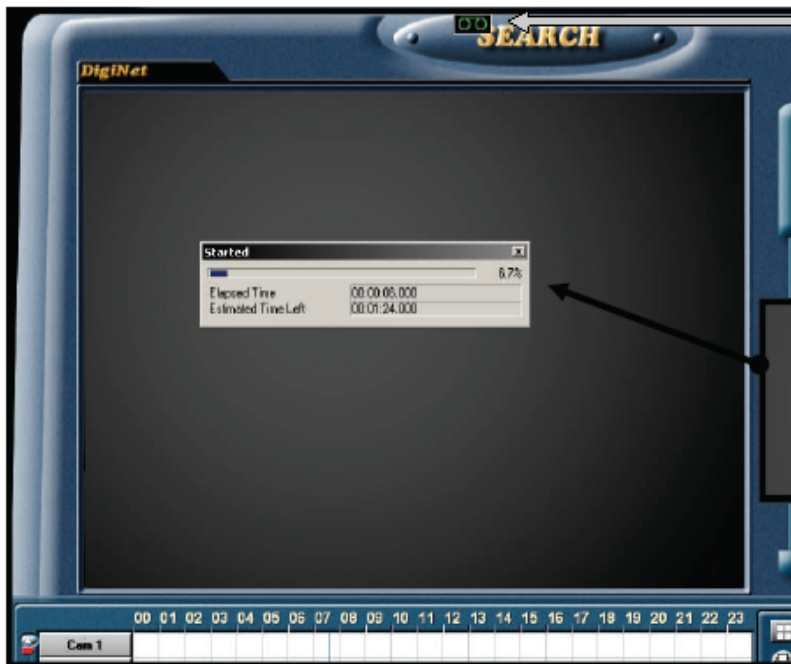 SEARCH
DigiNet
Started
6.7%
Elapsed Time 00:00:06.000
Estimated Time Left 00:01:24.000
00 01 02 03 04 05 06 07 08 09 10 11 12 13 14 15 16 17 18 19 20 21 22 23
Cam 1